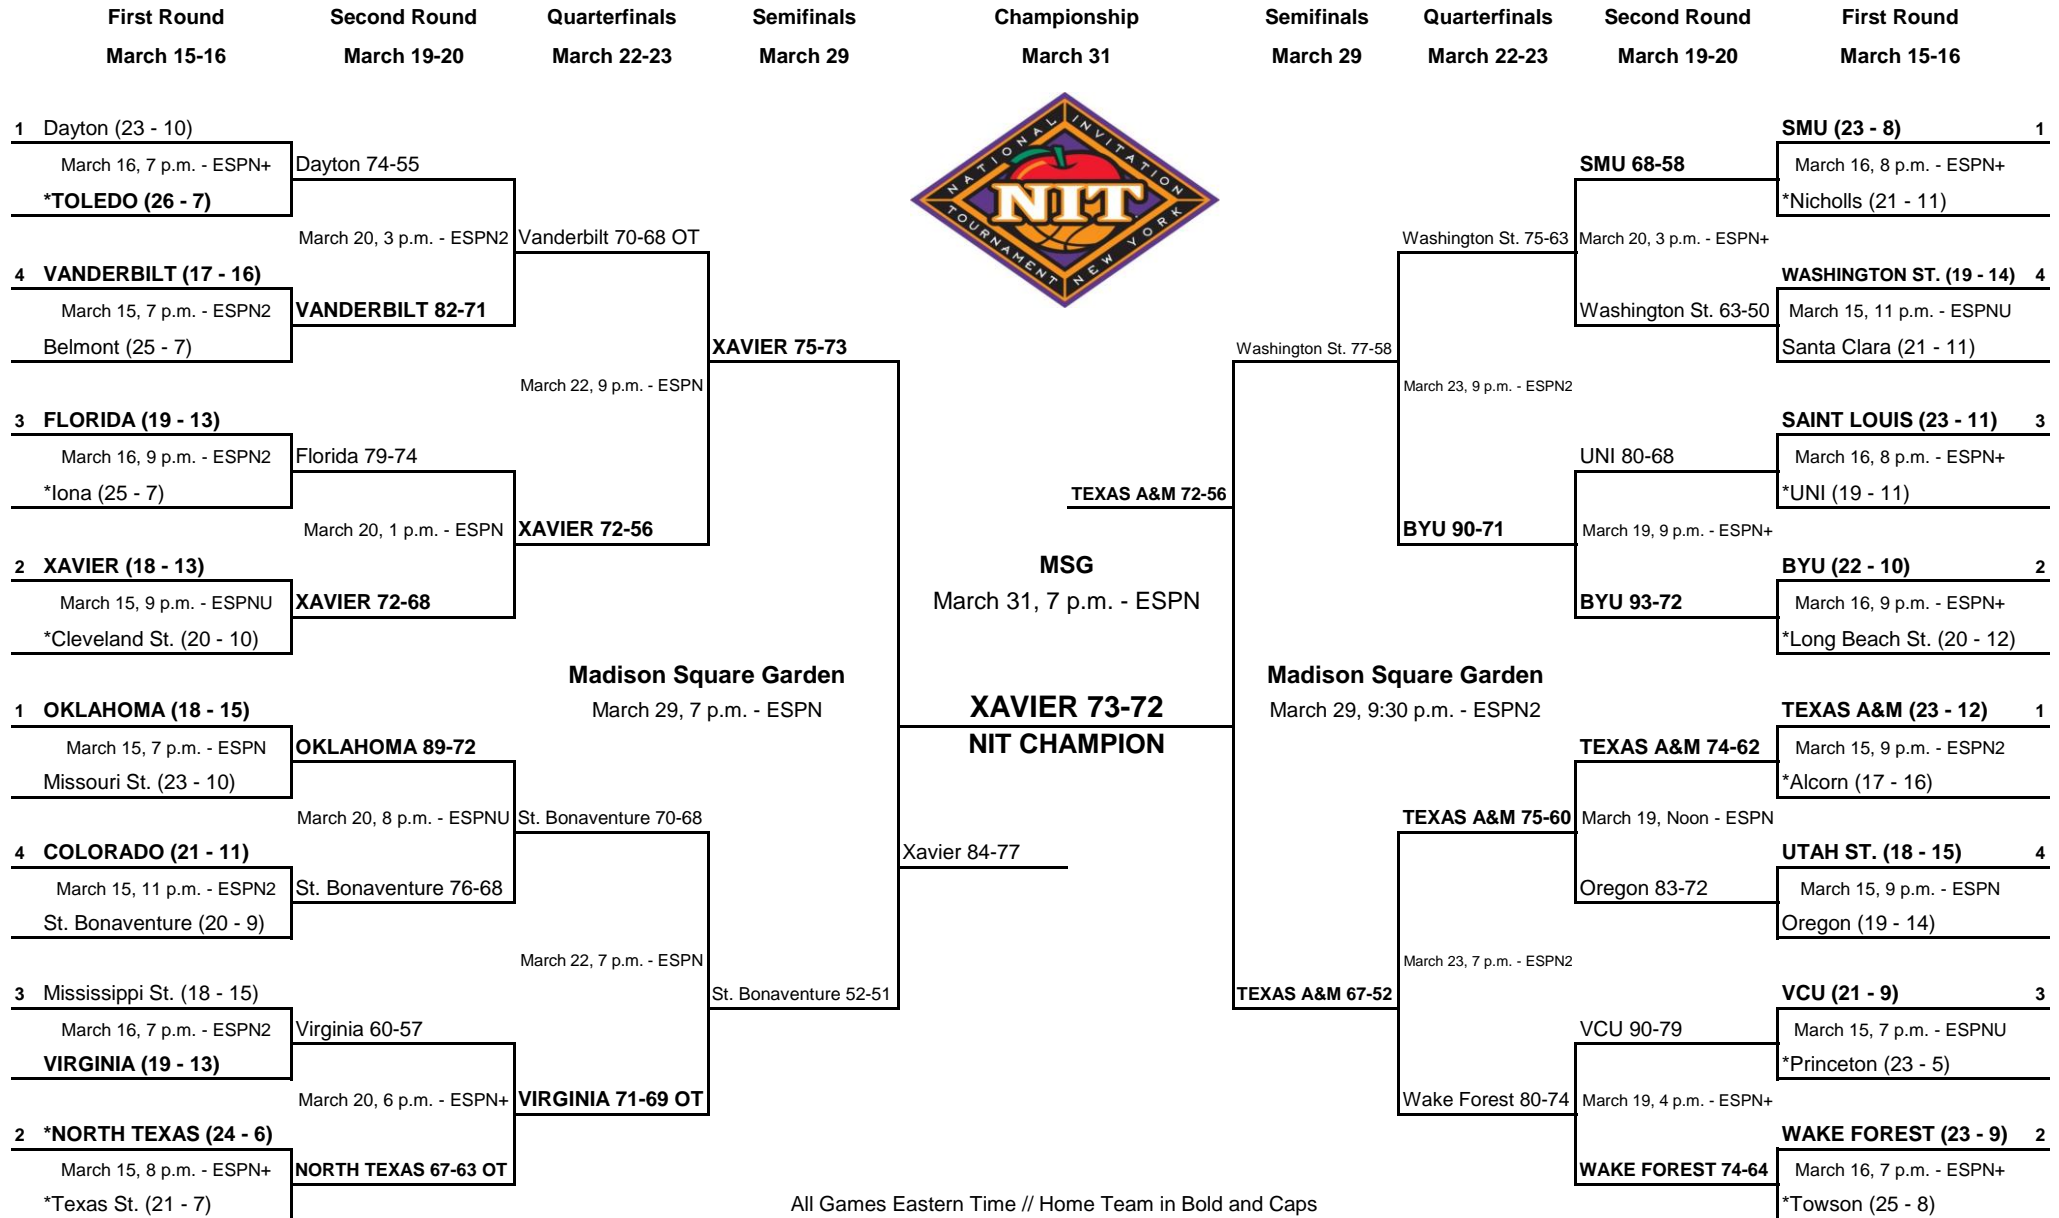 First Round Second Round Quarterfinals Semifinals Championship Semifinals Quarterfinals Second Round First Round
March 15-16 March 19-20 March 22-23 March 29 March 31 March 29 March 22-23 March 19-20 March 15-16
1 Dayton (23 - 10)
March 16, 7 p.m. - ESPN+
*TOLEDO (26 - 7)
4 VANDERBILT (17 - 16)
March 15, 7 p.m. - ESPN2
Belmont (25 - 7)
3 FLORIDA (19 - 13)
March 16, 9 p.m. - ESPN2
*Iona (25 - 7)
2 XAVIER (18 - 13)
March 15, 9 p.m. - ESPNU
*Cleveland St. (20 - 10)
1 OKLAHOMA (18 - 15)
March 15, 7 p.m. - ESPN
Missouri St. (23 - 10)
4 COLORADO (21 - 11)
March 15, 11 p.m. - ESPN2
St. Bonaventure (20 - 9)
3 Mississippi St. (18 - 15)
March 16, 7 p.m. - ESPN2
VIRGINIA (19 - 13)
2 *NORTH TEXAS (24 - 6)
March 15, 8 p.m. - ESPN+
*Texas St. (21 - 7)
Dayton 74-55
March 20, 3 p.m. - ESPN2
VANDERBILT 82-71
Florida 79-74
March 20, 1 p.m. - ESPN
XAVIER 72-68
OKLAHOMA 89-72
March 20, 8 p.m. - ESPNU
St. Bonaventure 76-68
Virginia 60-57
March 20, 6 p.m. - ESPN+
NORTH TEXAS 67-63 OT
Vanderbilt 70-68 OT
March 22, 9 p.m. - ESPN
XAVIER 72-56
Madison Square Garden
March 29, 7 p.m. - ESPN
St. Bonaventure 70-68
March 22, 7 p.m. - ESPN
VIRGINIA 71-69 OT
XAVIER 75-73
St. Bonaventure 52-51
NATIONAL INVITATION
NIT
TOURNAMENT NEW YORK
TEXAS A&M 72-56
MSG
March 31, 7 p.m. - ESPN
XAVIER 73-72
NIT CHAMPION
Xavier 84-77
Washington St. 77-58
TEXAS A&M 67-52
Washington St. 75-63
March 23, 9 p.m. - ESPN2
BYU 90-71
Madison Square Garden
March 29, 9:30 p.m. - ESPN2
TEXAS A&M 75-60
March 23, 7 p.m. - ESPN2
Wake Forest 80-74
SMU 68-58
March 20, 3 p.m. - ESPN+
Washington St. 63-50
UNI 80-68
March 19, 9 p.m. - ESPN+
BYU 93-72
TEXAS A&M 74-62
March 19, Noon - ESPN
Oregon 83-72
VCU 90-79
March 19, 4 p.m. - ESPN+
WAKE FOREST 74-64
SMU (23 - 8) 1
March 16, 8 p.m. - ESPN+
*Nicholls (21 - 11)
WASHINGTON ST. (19 - 14) 4
March 15, 11 p.m. - ESPNU
Santa Clara (21 - 11)
SAINT LOUIS (23 - 11) 3
March 16, 8 p.m. - ESPN+
*UNI (19 - 11)
BYU (22 - 10) 2
March 16, 9 p.m. - ESPN+
*Long Beach St. (20 - 12)
TEXAS A&M (23 - 12) 1
March 15, 9 p.m. - ESPN2
*Alcorn (17 - 16)
UTAH ST. (18 - 15) 4
March 15, 9 p.m. - ESPN
Oregon (19 - 14)
VCU (21 - 9) 3
March 15, 7 p.m. - ESPNU
*Princeton (23 - 5)
WAKE FOREST (23 - 9) 2
March 16, 7 p.m. - ESPN+
*Towson (25 - 8)
All Games Eastern Time // Home Team in Bold and Caps